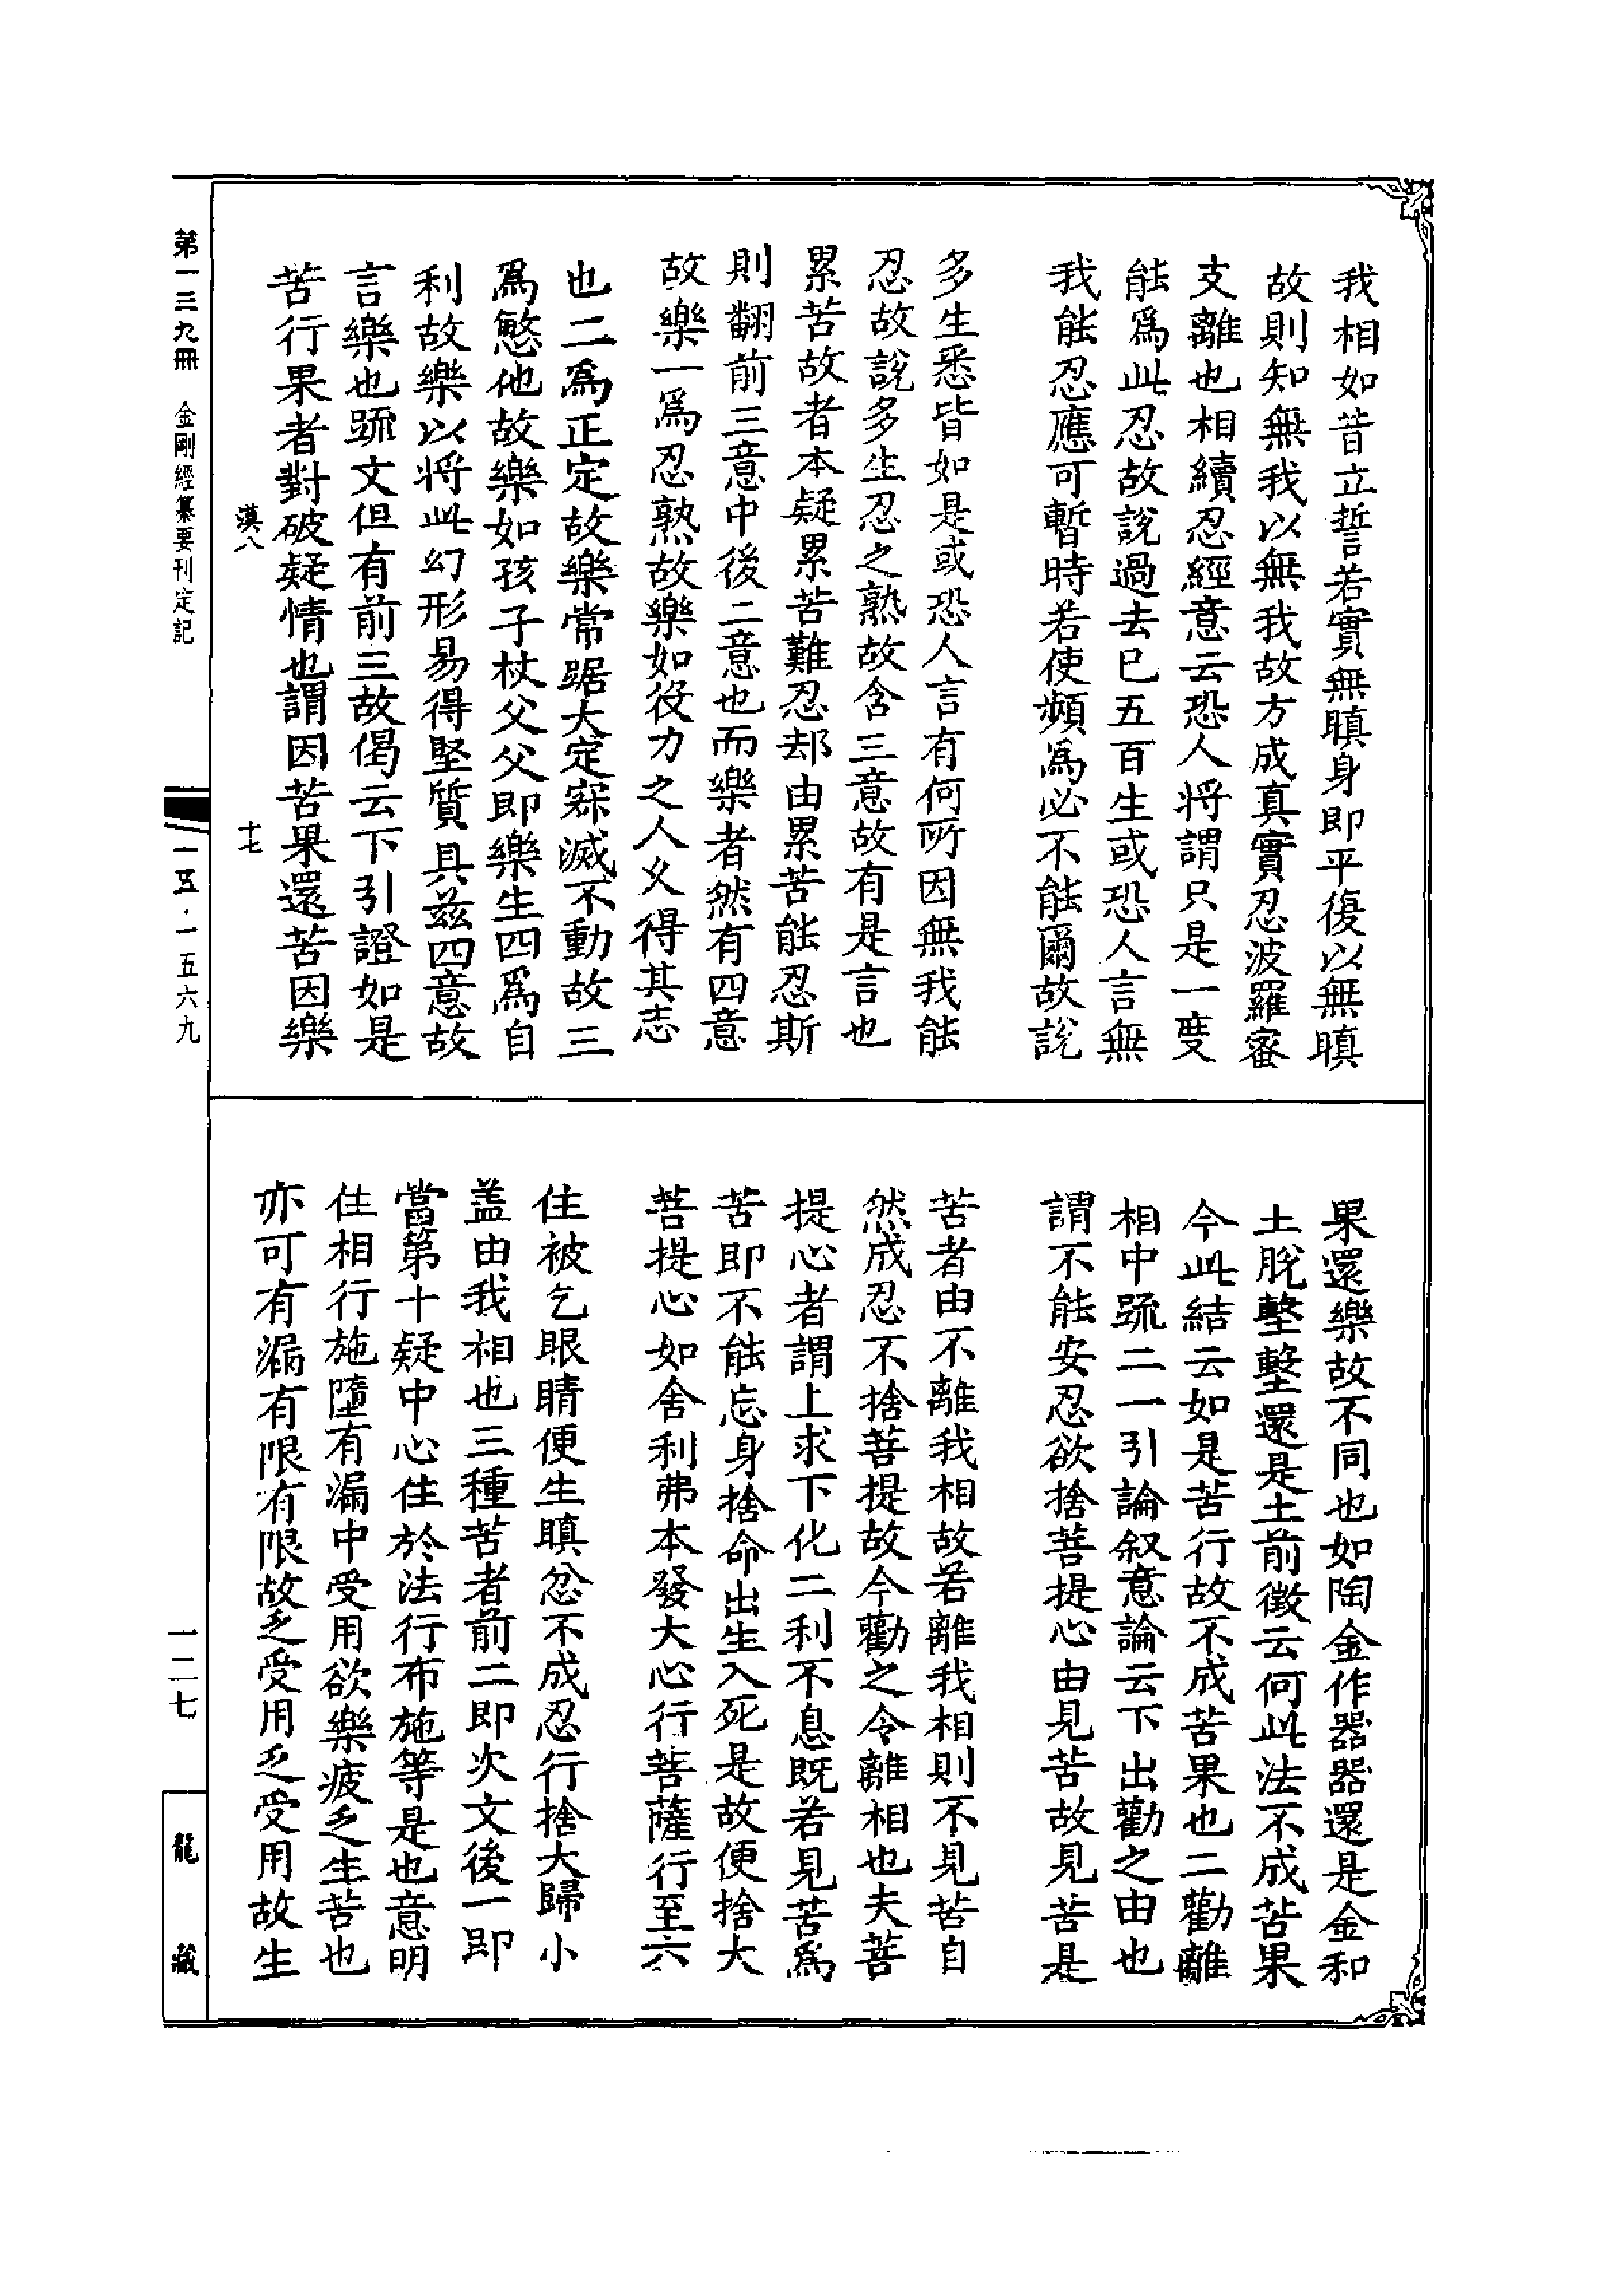 我相如昔立誓若實無瞋身即平復以無瞋
故則知無我以無我故方成真實忍波羅蜜
支離也相續忍經意云恐人將謂只是一度
能爲此忍故說過去已五百生或恐人言無
我能忍應可暫時若使頻爲必不能爾故說
多生悉皆如是或恐人言有何所因無我能
忍故說多生忍之熟故含三意故有是言也
累苦故者本疑累苦難忍却由累苦能忍斯
則翻前三意中後二意也而樂者然有四意
故樂一爲忍熟故樂如役力之人乆得其志
也二爲正定故樂常踞大定寂滅不動故三
爲慜他故樂如孩子杖父父即樂生四爲自
利故樂以將此幻形易得堅質具兹四意故
言樂也䟽文但有前三故偈云下引證如是
苦行果者對破疑情也謂因苦果還苦因樂
果還樂故不同也如陶金作器器還是金和
土脫墼墼還是土前徵云何此法不成苦果
今此結云如是苦行故不成苦果也二勸離
相中䟽二一引論叙意論云下出勸之由也
謂不能安忍欲捨菩提心由見苦故見苦是
苦者由不離我相故若離我相則不見苦自
然成忍不捨菩提故今勸之令離相也夫菩
提心者謂上求下化二利不息既若見苦爲
苦即不能忘身捨命出生入死是故便捨大
菩提心如舍利弗本發大心行菩薩行至六
住被乞眼睛便生瞋忿不成忍行捨大歸小
盖由我相也三種苦者前二即次文後一即
當第十疑中心住於法行布施等是也意明
住相行施墮有漏中受用欲樂疲乏生苦也
亦可有漏有限有限故乏受用乏受用故生
漢八
十七
第一三九冊 金剛經纂要刊定記
一五·一五六九
一二七
龍藏